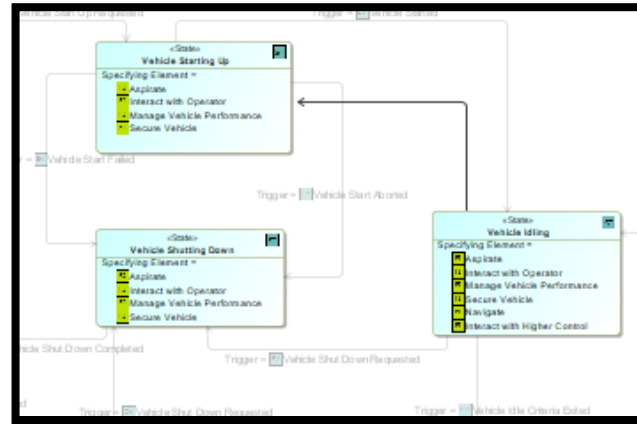 Vehicle Start Up Requested
Trigger = Vehicle Started
«State»
Vehicle Starting Up
Specifying Element =
Aspirate
Interact with Operator
Manage Vehicle Performance
Secure Vehicle
= Vehicle Start Failed
Trigger = Vehicle Start Aborted
«State»
Vehicle Shutting Down
Specifying Element =
Aspirate
Interact with Operator
Manage Vehicle Performance
Secure Vehicle
«State»
Vehicle Idling
Specifying Element =
Aspirate
Interact with Operator
Manage Vehicle Performance
Secure Vehicle
Navigate
Interact with Higher Control
Shut Down Completed
Trigger = Vehicle Shut Down Requested
Trigger = Vehicle Shut Down Requested
Trigger = Vehicle Idle Criteria Exited